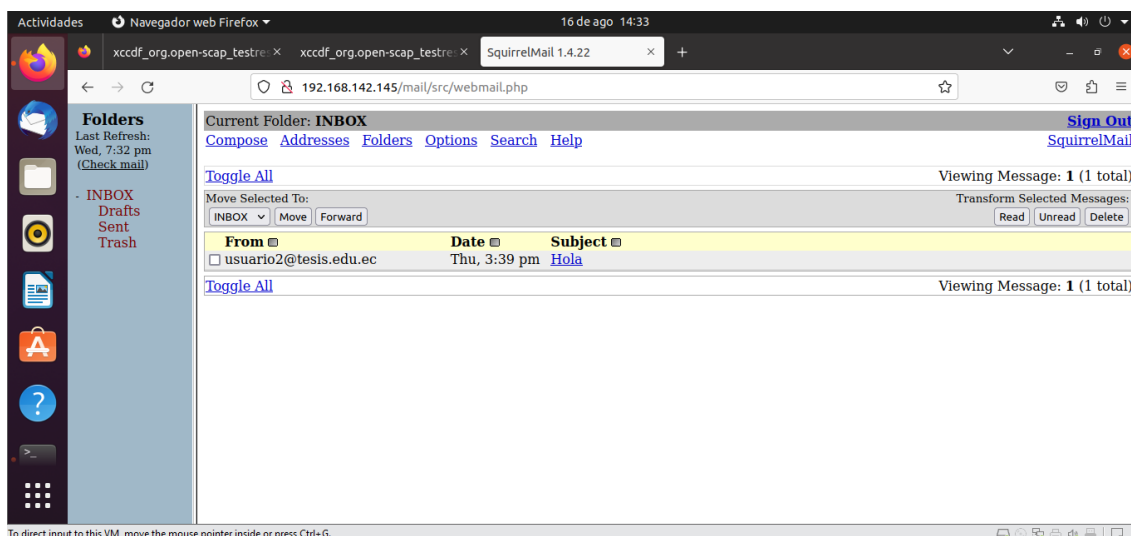 Actividades Navegador web Firefox 16 de ago 14:33
xccdf_org.open-scap_testres xccdf_org.open-scap_testres SquirrelMail 1.4.22
192.168.142.145/mail/src/webmail.php
Folders
Last Refresh:
Wed, 7:32 pm
(Check mail)
- INBOX
Drafts
Sent
Trash
Current Folder: INBOX Sign Out
Compose Addresses Folders Options Search Help SquirrelMail
Toggle All Viewing Message: 1 (1 total)
Move Selected To: Transform Selected Messages:
INBOX Move Forward Read Unread Delete
From Date Subject
usuario2@tesis.edu.ec Thu, 3:39 pm Hola
Toggle All Viewing Message: 1 (1 total)
To direct input to this VM, move the mouse pointer inside or press Ctrl+G.